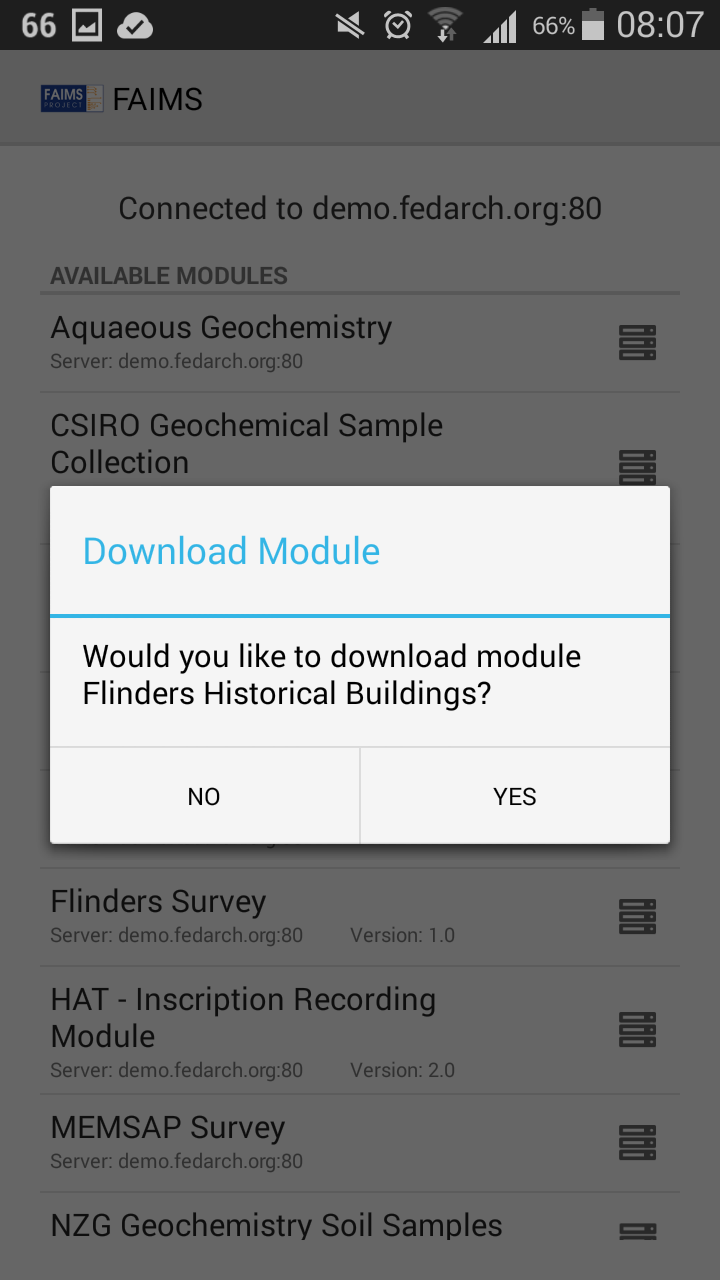 66
66%
08:07
FAIMS
PROJECT
FAIMS
Connected to demo.fedarch.org:80
AVAILABLE MODULES
Aquaeous Geochemistry
Server: demo.fedarch.org:80
CSIRO Geochemical Sample
Collection
Download Module
Would you like to download module
Flinders Historical Buildings?
NO
YES
Flinders Survey
Server: demo.fedarch.org:80
Version: 1.0
HAT - Inscription Recording
Module
Server: demo.fedarch.org:80
Version: 2.0
MEMSAP Survey
Server: demo.fedarch.org:80
NZG Geochemistry Soil Samples